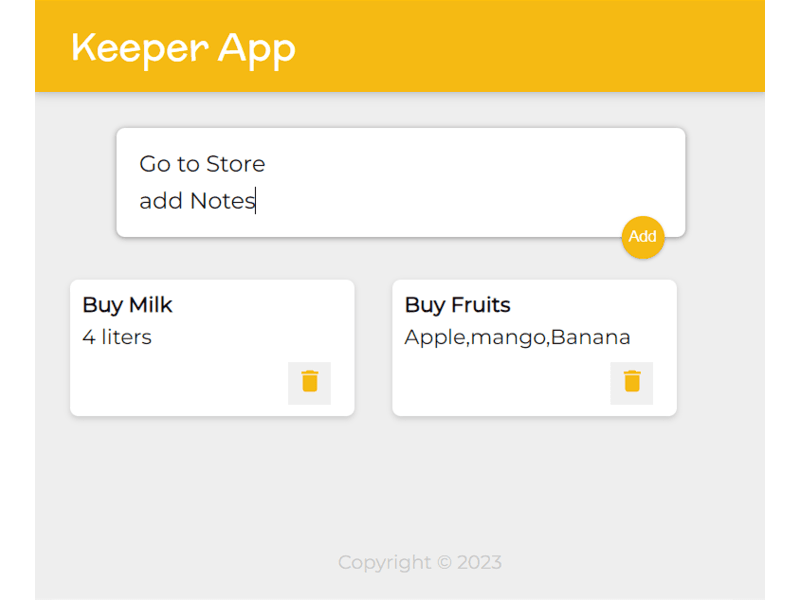 Keeper App
Go to Store
add Notes
Add
Buy Milk
4 liters
Buy Fruits
Apple,mango,Banana
Copyright © 2023